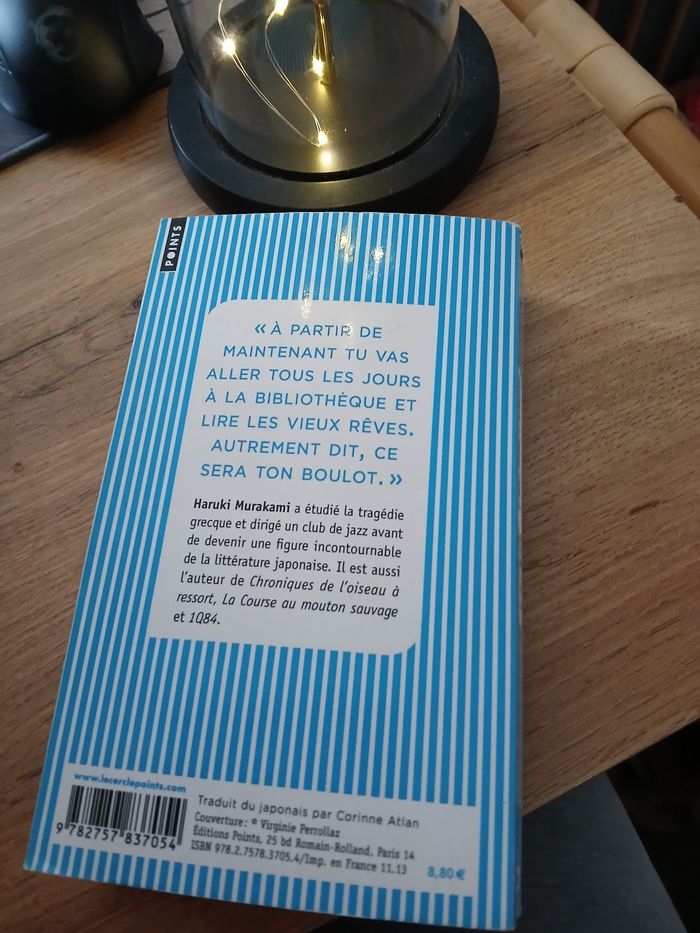 POINTS
« À PARTIR DE
MAINTENANT TU VAS
ALLER TOUS LES JOURS
À LA BIBLIOTHÈQUE ET
LIRE LES VIEUX RÊVES.
AUTREMENT DIT, CE
SERA TON BOULOT. »
Haruki Murakami a étudié la tragédie
grecque et dirigé un club de jazz avant
de devenir une figure incontournable
de la littérature japonaise. Il est aussi
l'auteur de Chroniques de l'oiseau à
ressort, La Course au mouton sauvage
et 1Q84.
www.lecerclepoints.com
9 782757 837054
Traduit du japonais par Corinne Atlan
Couverture : © Virginie Perrollaz
Éditions Points, 25 bd Romain-Rolland, Paris 14
ISBN 978.2.7578.3705.4/Imp. en France 11.13
8,80 €